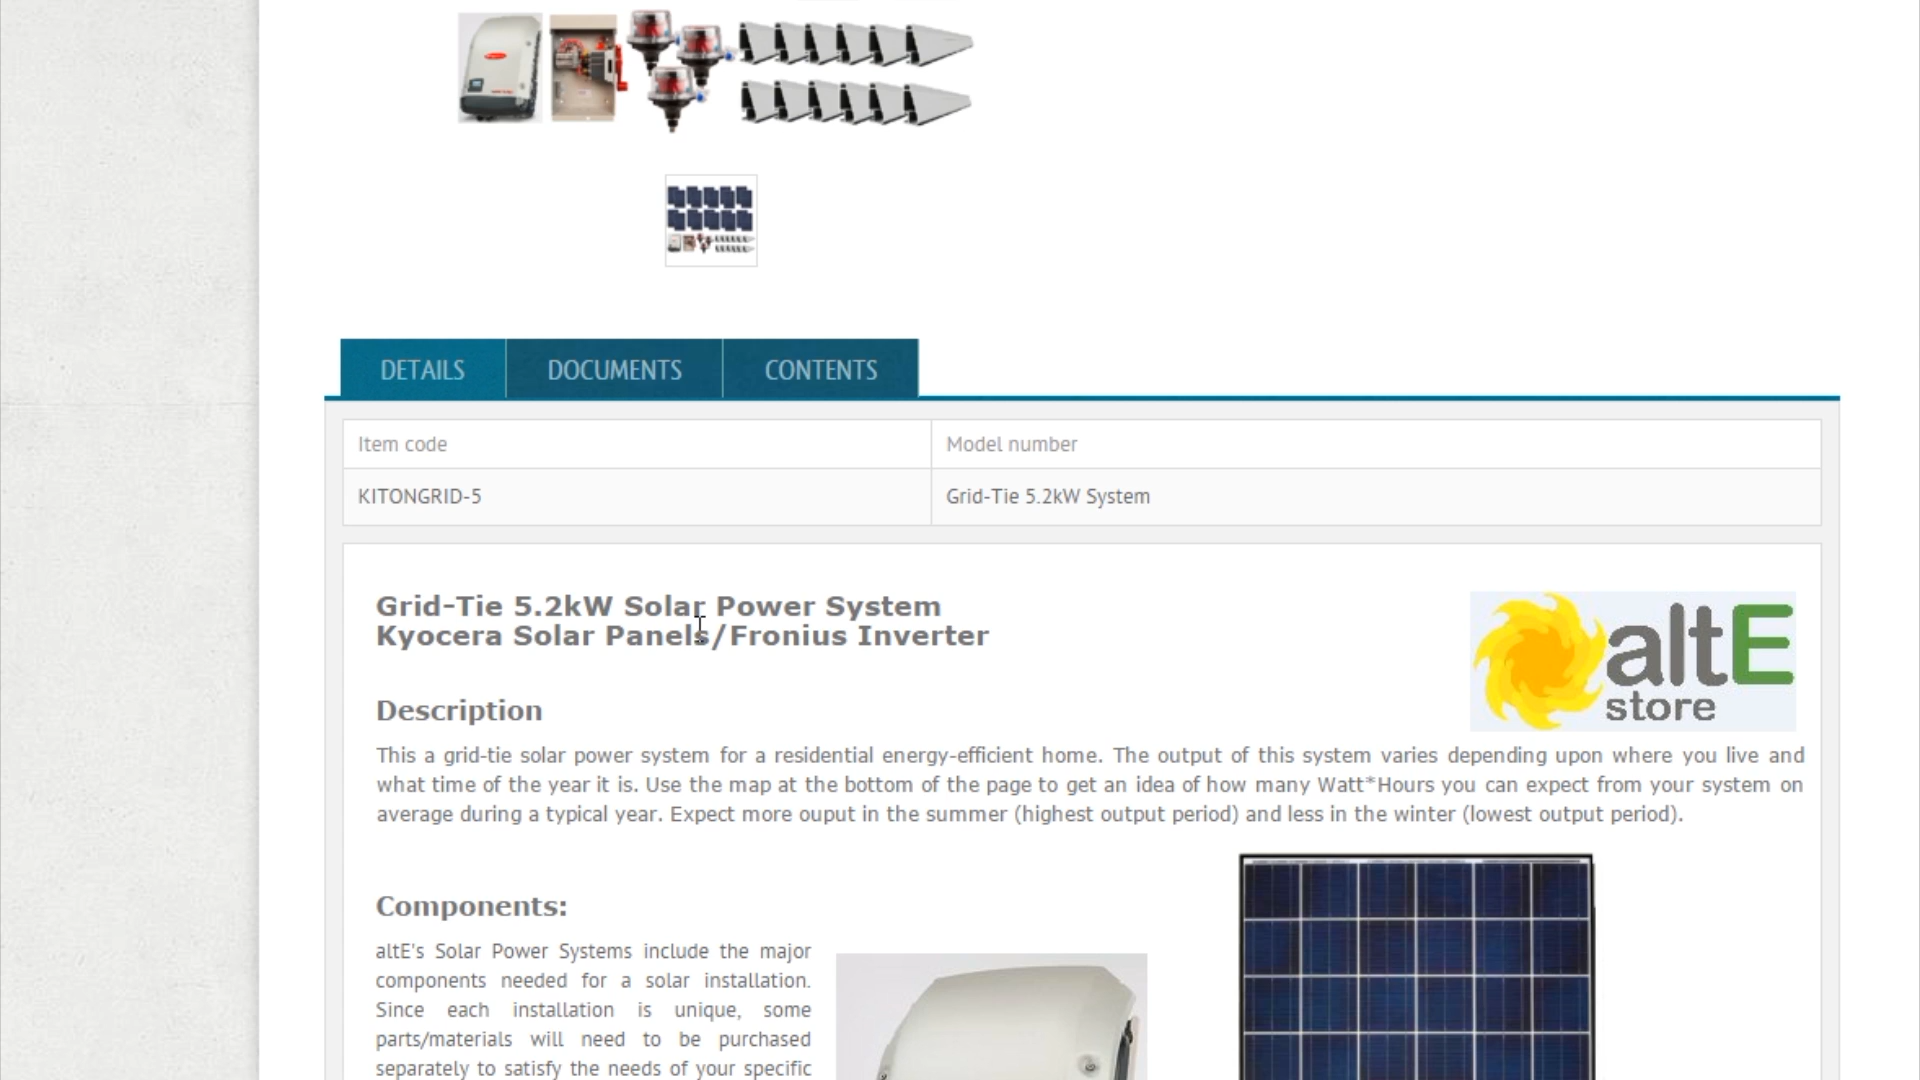 DETAILS
DOCUMENTS
CONTENTS
Item code
Model number
KITONGRID-5
Grid-Tie 5.2kW System
Grid-Tie 5.2kW Solar Power System
Kyocera Solar Panels/Fronius Inverter
altE
store
Description
This a grid-tie solar power system for a residential energy-efficient home. The output of this system varies depending upon where you live and
what time of the year it is. Use the map at the bottom of the page to get an idea of how many Watt*Hours you can expect from your system on
average during a typical year. Expect more ouput in the summer (highest output period) and less in the winter (lowest output period).
Components:
altE's Solar Power Systems include the major
components needed for a solar installation.
Since each installation is unique, some
parts/materials will need to be purchased
separately to satisfy the needs of your specific